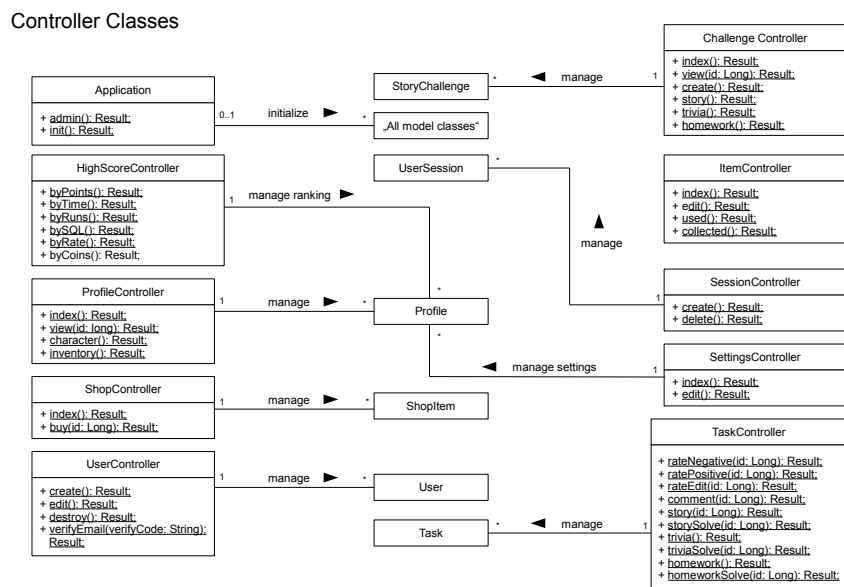 Controller Classes
Application
+ admin(): Result;
+ init(): Result;
0..1
initialize
*
StoryChallenge
*
manage
1
„All model classes“
Challenge Controller
+ index(): Result;
+ view(id: Long): Result;
+ create(): Result;
+ story(): Result;
+ trivia(): Result;
+ homework(): Result;
HighScoreController
+ byPoints(): Result;
+ byTime(): Result;
+ byRuns(): Result;
+ bySQL(): Result;
+ byRate(): Result;
+ byCoins(): Result;
1
manage ranking
*
UserSession
*
manage
1
ItemController
+ index(): Result;
+ edit(): Result;
+ used(): Result;
+ collected(): Result;
SessionController
+ create(): Result;
+ delete(): Result;
ProfileController
+ index(): Result;
+ view(id: long): Result;
+ character(): Result;
+ inventory(): Result;
1
manage
*
Profile
*
manage settings
1
SettingsController
+ index(): Result;
+ edit(): Result;
ShopController
+ index(): Result;
+ buy(id: Long): Result;
1
manage
*
ShopItem
UserController
+ create(): Result;
+ edit(): Result;
+ destroy(): Result;
+ verifyEmail(verifyCode: String):
Result;
1
manage
*
User
Task
*
manage
1
TaskController
+ rateNegative(id: Long): Result;
+ ratePositive(id: Long): Result;
+ rateEdit(id: Long): Result;
+ comment(id: Long): Result;
+ story(id: Long): Result;
+ storySolve(id: Long): Result;
+ trivia(): Result;
+ triviaSolve(id: Long): Result;
+ homework(): Result;
+ homeworkSolve(id: Long): Result;